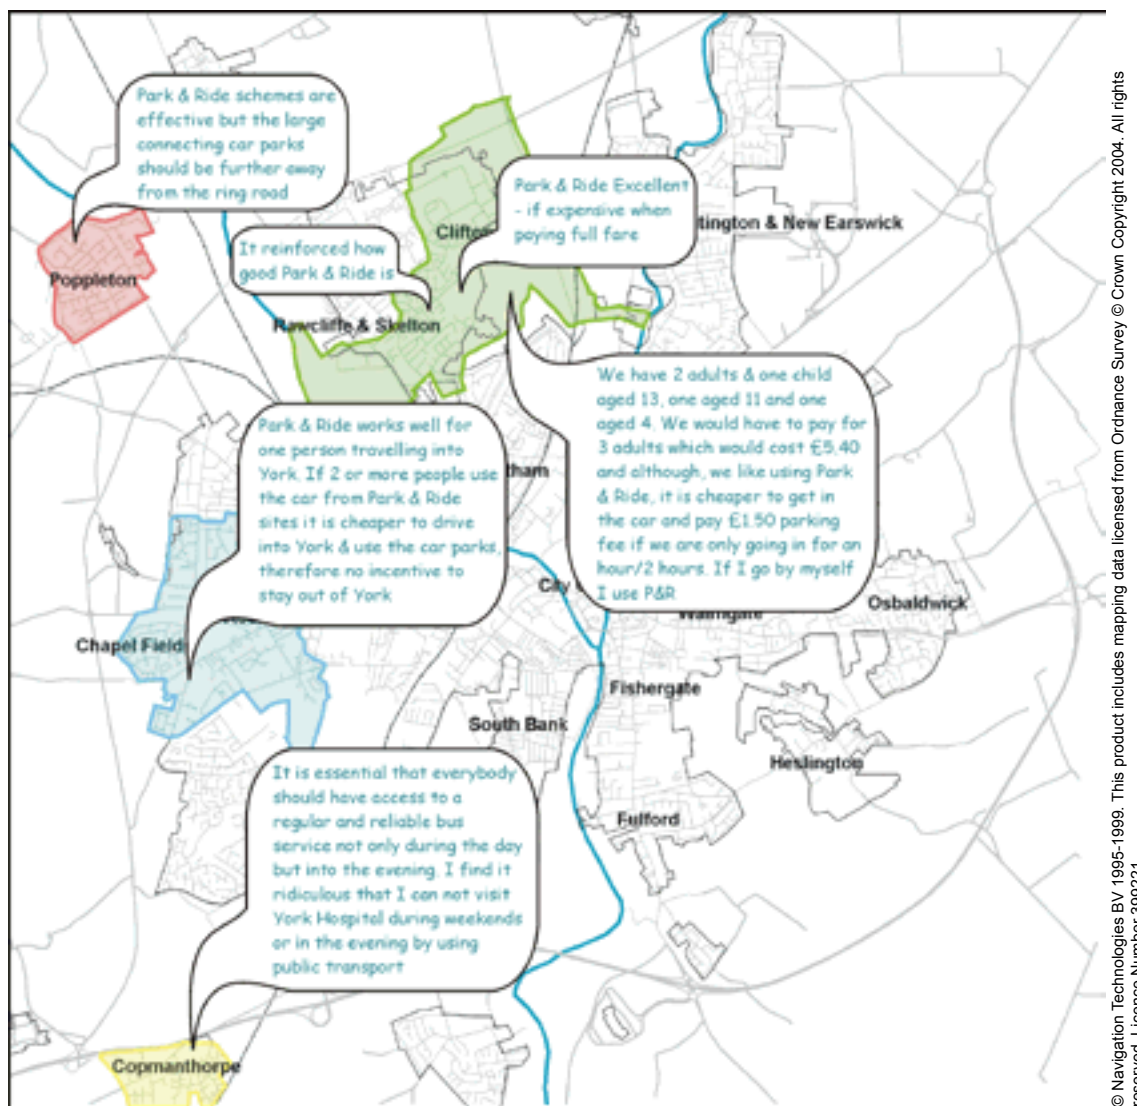 Park & Ride schemes are
effective but the large
connecting car parks
should be further away
from the ring road
Park & Ride Excellent
- if expensive when
paying full fare
tington & New Earswick
Clifto
It reinforced how
good Park & Ride is
Poppleton
Rawcliffe & Skelton
We have 2 adults & one child
aged 13, one aged 11 and one
aged 4. We would have to pay for
3 adults which would cost £5.40
and although, we like using Park
& Ride, it is cheaper to get in
the car and pay £1.50 parking
fee if we are only going in for an
hour/2 hours. If I go by myself
I use P&R
Park & Ride works well for
one person travelling into
York. If 2 or more people use
the car from Park & Ride
sites it is cheaper to drive
into York & use the car parks,
therefore no incentive to
stay out of York
tham
City
Osbaldwick
Walmgate
Chapel Field
Fishergate
South Bank
Heslington
Fulford
It is essential that everybody
should have access to a
regular and reliable bus
service not only during the day
but into the evening. I find it
ridiculous that I can not visit
York Hospital during weekends
or in the evening by using
public transport
Copmanthorpe
© Navigation Technologies BV 1995-1999. This product includes mapping data licensed from Ordnance Survey © Crown Copyright 2004. All rights
reserved. Licence Number